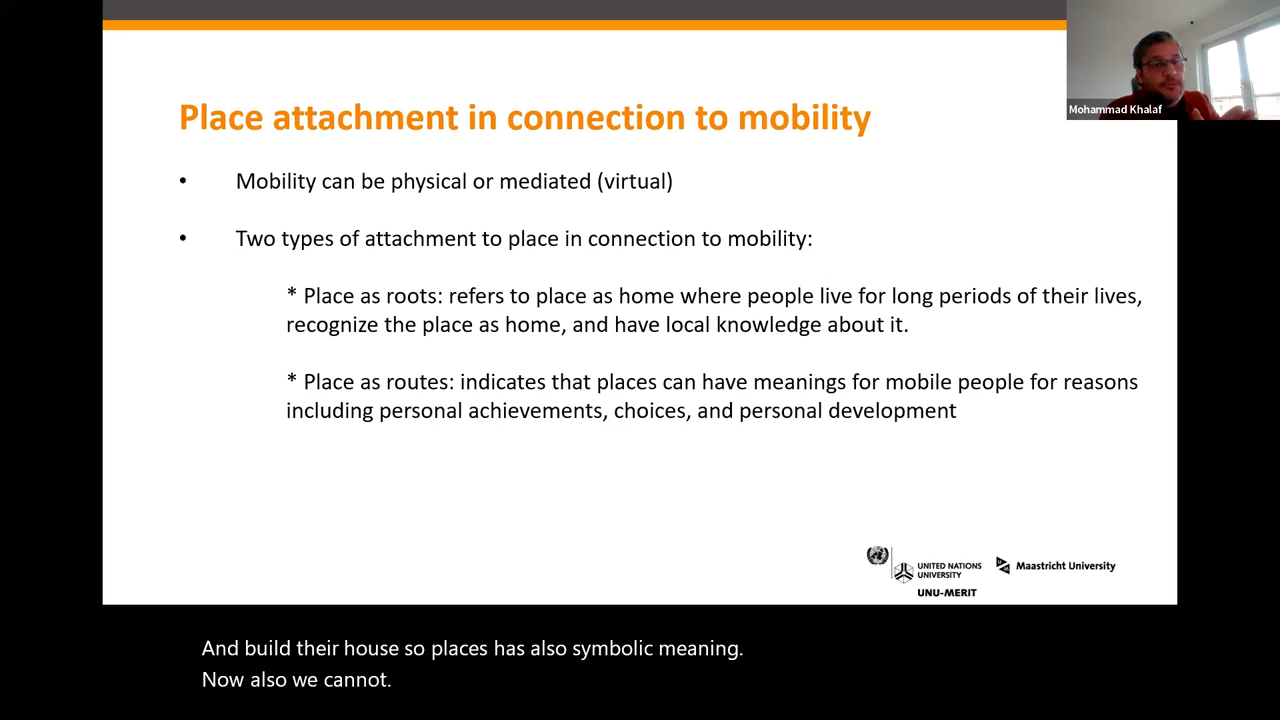 Mohammad Khalaf
Place attachment in connection to mobility
• Mobility can be physical or mediated (virtual)
• Two types of attachment to place in connection to mobility:
* Place as roots: refers to place as home where people live for long periods of their lives,
recognize the place as home, and have local knowledge about it.
* Place as routes: indicates that places can have meanings for mobile people for reasons
including personal achievements, choices, and personal development
UNITED NATIONS
UNIVERSITY
UNU-MERIT
Maastricht University
And build their house so places has also symbolic meaning.
Now also we cannot.